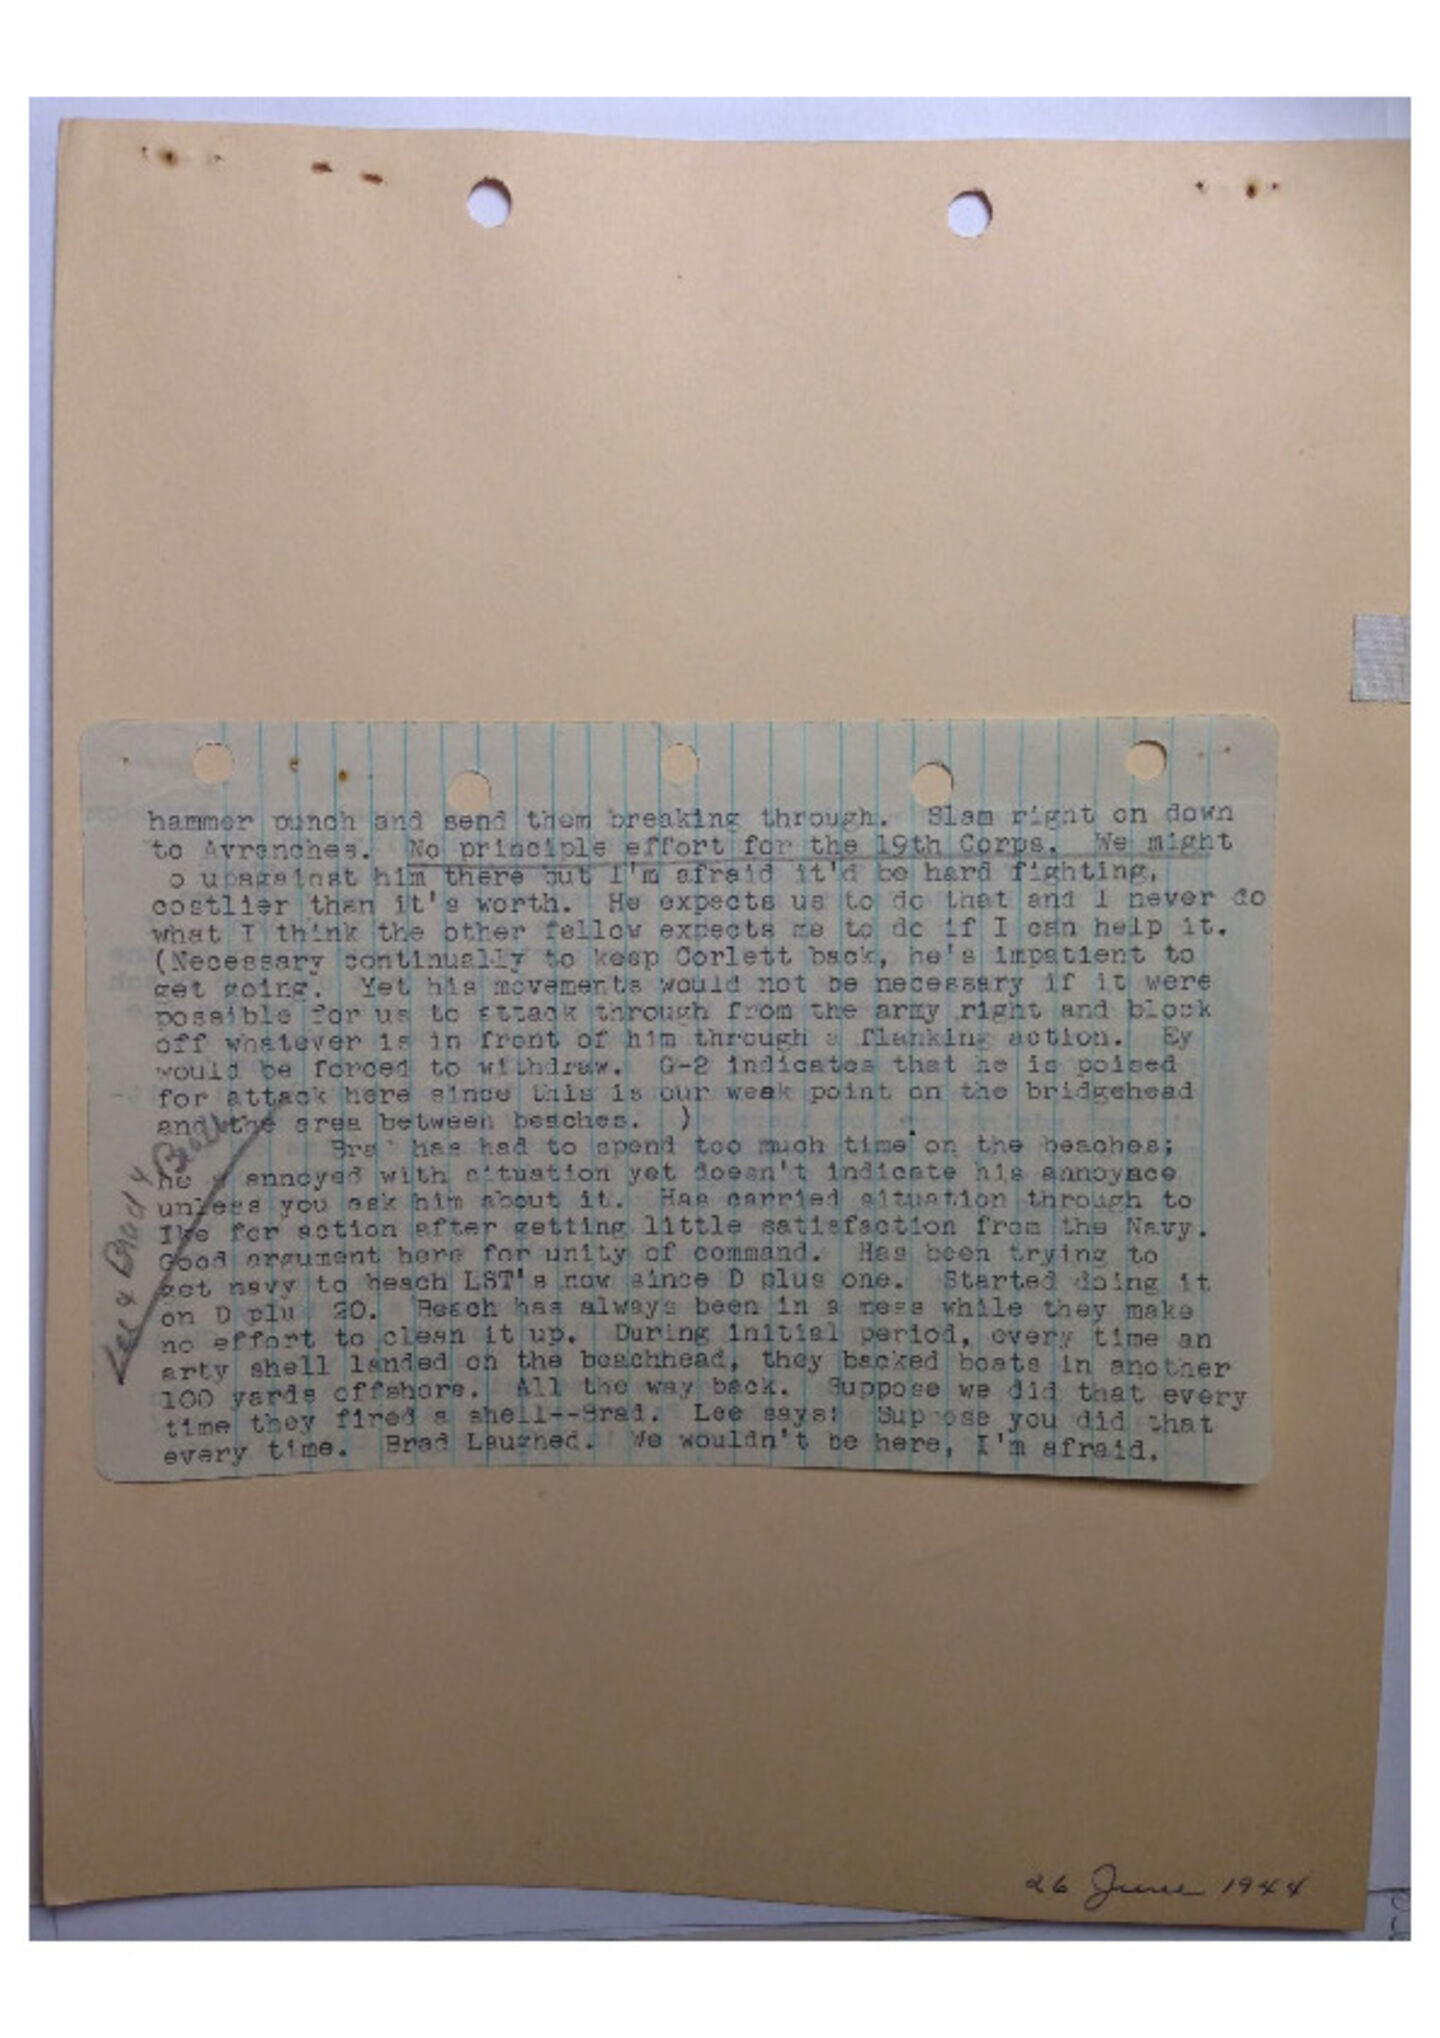 hammer punch and send them breaking through. Slam right on down
to Avranches. No principle effort for the 19th Corps. We might
o upagainst him there but I'm afraid it'd be hard fighting,
costlier than it's worth. He expects us to do that and I never do
what I think the other fellow expects me to do if I can help it.
(Necessary continually to keep Corlett back, he's impatient to
get going. Yet his movements would not be necessary if it were
possible for us to attack through from the army right and block
off whatever is in front of him through a flanking action. Ey
would be forced to withdraw. G-2 indicates that he is poised
for attack here since this is our weak point on the bridgehead
and the area between beaches. )
Bra has had to spend too much time on the beaches;
he annoyed with situation yet doesn't indicate his annoyace
unless you ask him about it. Has carried situation through to
Ike for action after getting little satisfaction from the Navy.
Good argument here for unity of command. Has been trying to
get navy to beach LST's now since D plus one. Started doing it
on D plu 20. Beach has always been in a mess while they make
no effort to clean it up. During initial period, every time an
arty shell landed on the beachhead, they backed boats in another
100 yards offshore. All the way back. Suppose we did that every
time they fired a shell--Brad. Lee says: Suppose you did that
every time. Brad Laughed. We wouldn't be here, I'm afraid.
Lee & Brad
26 June 1944